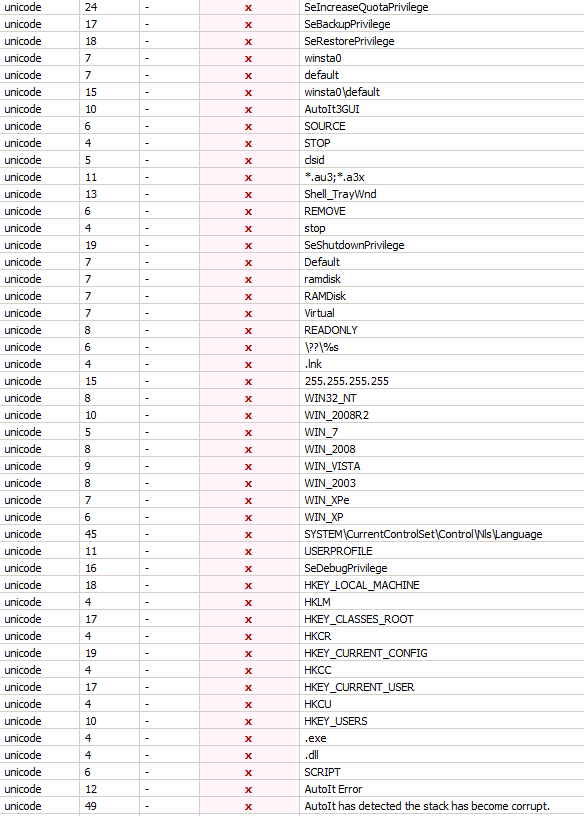 unicode 24 - x SeIncreaseQuotaPrivilege
unicode 17 - x SeBackupPrivilege
unicode 18 - x SeRestorePrivilege
unicode 7 - x winsta0
unicode 7 - x default
unicode 15 - x winsta0\default
unicode 10 - x AutoIt3GUI
unicode 6 - x SOURCE
unicode 4 - x STOP
unicode 5 - x clsid
unicode 11 - x *.au3;*.a3x
unicode 13 - x Shell_TrayWnd
unicode 6 - x REMOVE
unicode 4 - x stop
unicode 19 - x SeShutdownPrivilege
unicode 7 - x Default
unicode 7 - x ramdisk
unicode 7 - x RAMDisk
unicode 7 - x Virtual
unicode 8 - x READONLY
unicode 6 - x \??\%s
unicode 4 - x .lnk
unicode 15 - x 255.255.255.255
unicode 8 - x WIN32_NT
unicode 10 - x WIN_2008R2
unicode 5 - x WIN_7
unicode 8 - x WIN_2008
unicode 9 - x WIN_VISTA
unicode 8 - x WIN_2003
unicode 7 - x WIN_XPe
unicode 6 - x WIN_XP
unicode 45 - x SYSTEM\CurrentControlSet\Control\Nls\Language
unicode 11 - x USERPROFILE
unicode 16 - x SeDebugPrivilege
unicode 18 - x HKEY_LOCAL_MACHINE
unicode 4 - x HKLM
unicode 17 - x HKEY_CLASSES_ROOT
unicode 4 - x HKCR
unicode 19 - x HKEY_CURRENT_CONFIG
unicode 4 - x HKCC
unicode 17 - x HKEY_CURRENT_USER
unicode 4 - x HKCU
unicode 10 - x HKEY_USERS
unicode 4 - x .exe
unicode 4 - x .dll
unicode 6 - x SCRIPT
unicode 12 - x AutoIt Error
unicode 49 - x AutoIt has detected the stack has become corrupt.